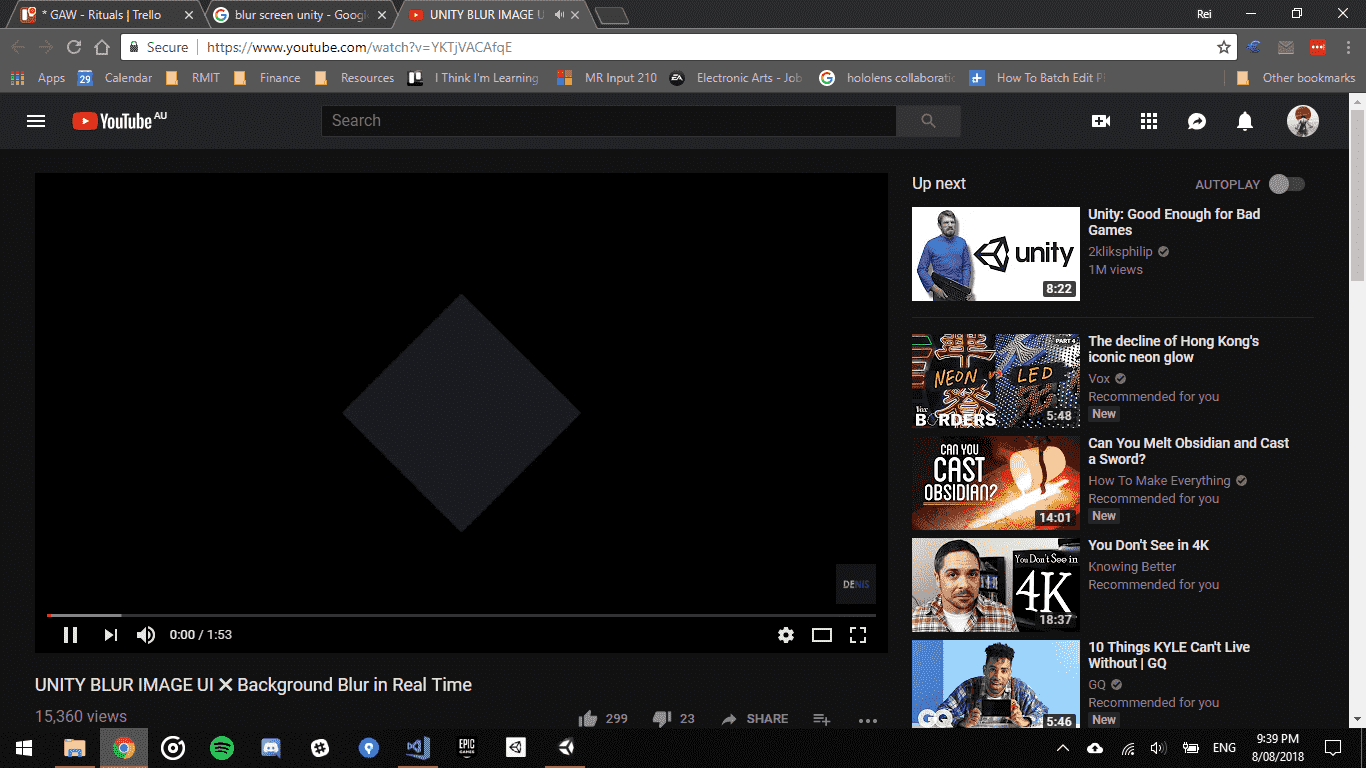 * GAW - Rituals | Trello
blur screen unity - Google
UNITY BLUR IMAGE U
Rei
Secure
https://www.youtube.com/watch?v=YKTjVACAfqE
Apps
29
Calendar
RMIT
Finance
Resources
I Think I'm Learning
MR Input 210
EA
Electronic Arts - Job
hololens collaboratio
How To Batch Edit P
Other bookmarks
YouTube AU
Search
DENIS
0:00 / 1:53
UNITY BLUR IMAGE UI ❌ Background Blur in Real Time
15,360 views
299
23
SHARE
Up next
AUTOPLAY
unity
8:22
Unity: Good Enough for Bad
Games
2kliksphilip
1M views
PART 4
NEON vs LED
Vox
BORDERS
5:48
The decline of Hong Kong's
iconic neon glow
Vox
Recommended for you
New
CAN YOU
CAST
OBSIDIAN?
14:01
Can You Melt Obsidian and Cast
a Sword?
How To Make Everything
Recommended for you
New
You Don't See in
4K
18:37
You Don't See in 4K
Knowing Better
Recommended for you
GQ
5:46
10 Things KYLE Can't Live
Without | GQ
GQ
Recommended for you
New
EPIC
GAMES
ENG
9:39 PM
8/08/2018